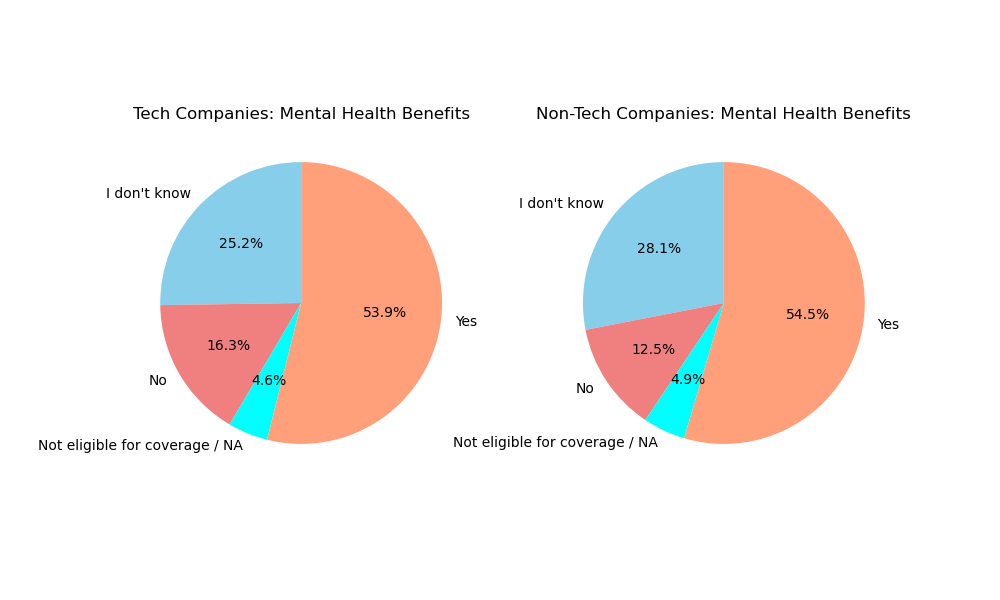 Tech Companies: Mental Health Benefits
I don't know
25.2%
53.9%
Yes
16.3%
No
4.6%
Not eligible for coverage / NA
Non-Tech Companies: Mental Health Benefits
I don't know
28.1%
54.5%
Yes
12.5%
No
4.9%
Not eligible for coverage / NA